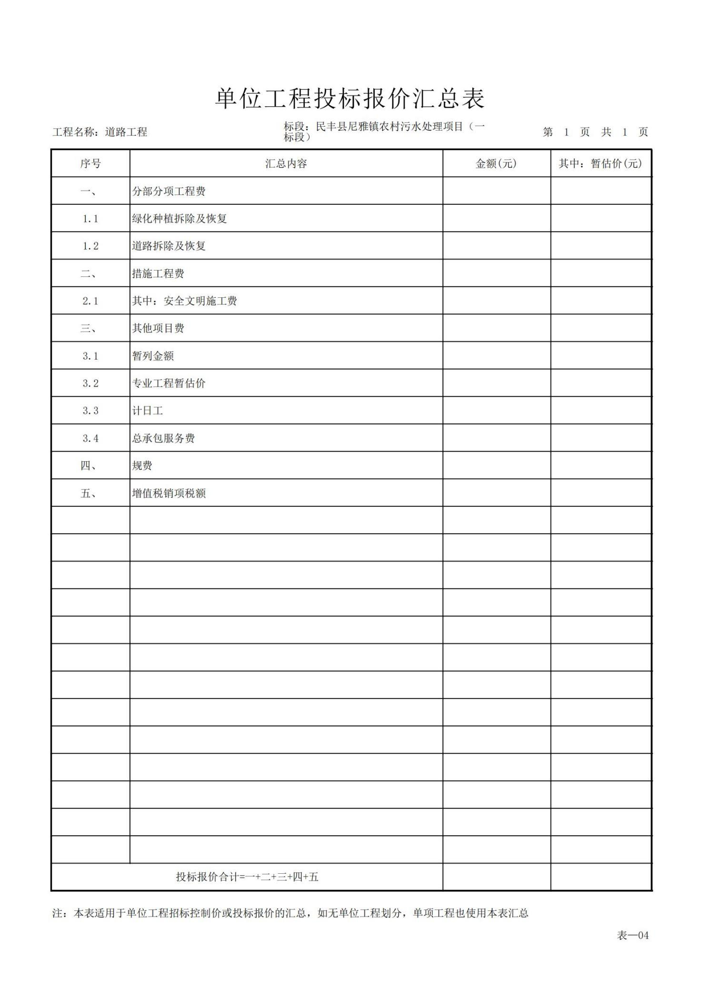 单位工程投标报价汇总表
工程名称：道路工程
标段：民丰县尼雅镇农村污水处理项目（一
标段）
第 1 页 共 1 页
序号 汇总内容 金额(元) 其中：暂估价(元)
一、 分部分项工程费
1.1 绿化种植拆除及恢复
1.2 道路拆除及恢复
二、 措施工程费
2.1 其中：安全文明施工费
三、 其他项目费
3.1 暂列金额
3.2 专业工程暂估价
3.3 计日工
3.4 总承包服务费
四、 规费
五、 增值税销项税额
投标报价合计=一+二+三+四+五
注：本表适用于单位工程招标控制价或投标报价的汇总，如无单位工程划分，单项工程也使用本表汇总
表—04